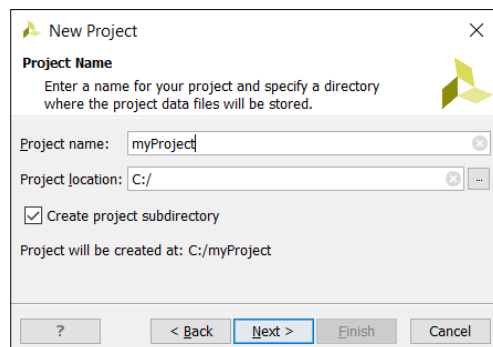 New Project
Project Name
Enter a name for your project and specify a directory
where the project data files will be stored.
Project name: myProject
Project location: C:/ ...
Create project subdirectory
Project will be created at: C:/myProject
? < Back Next > Finish Cancel